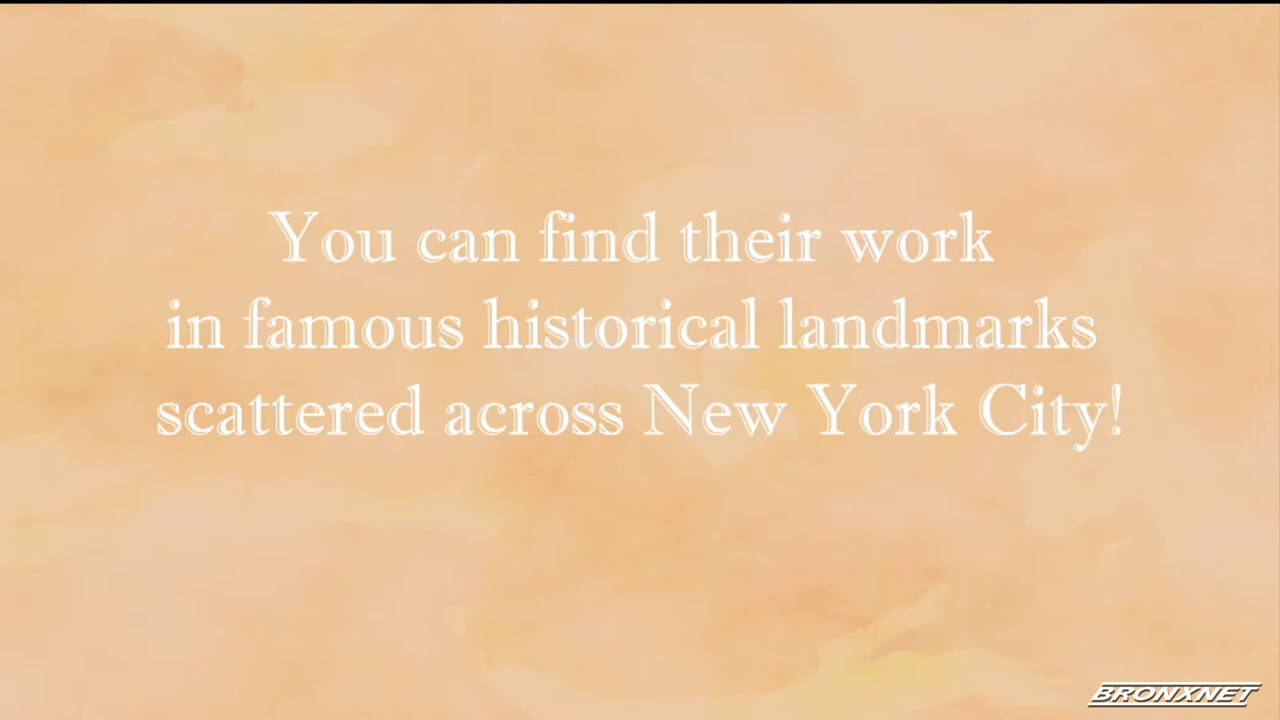 You can find their work
in famous historical landmarks
scattered across New York City!
BRONXNET